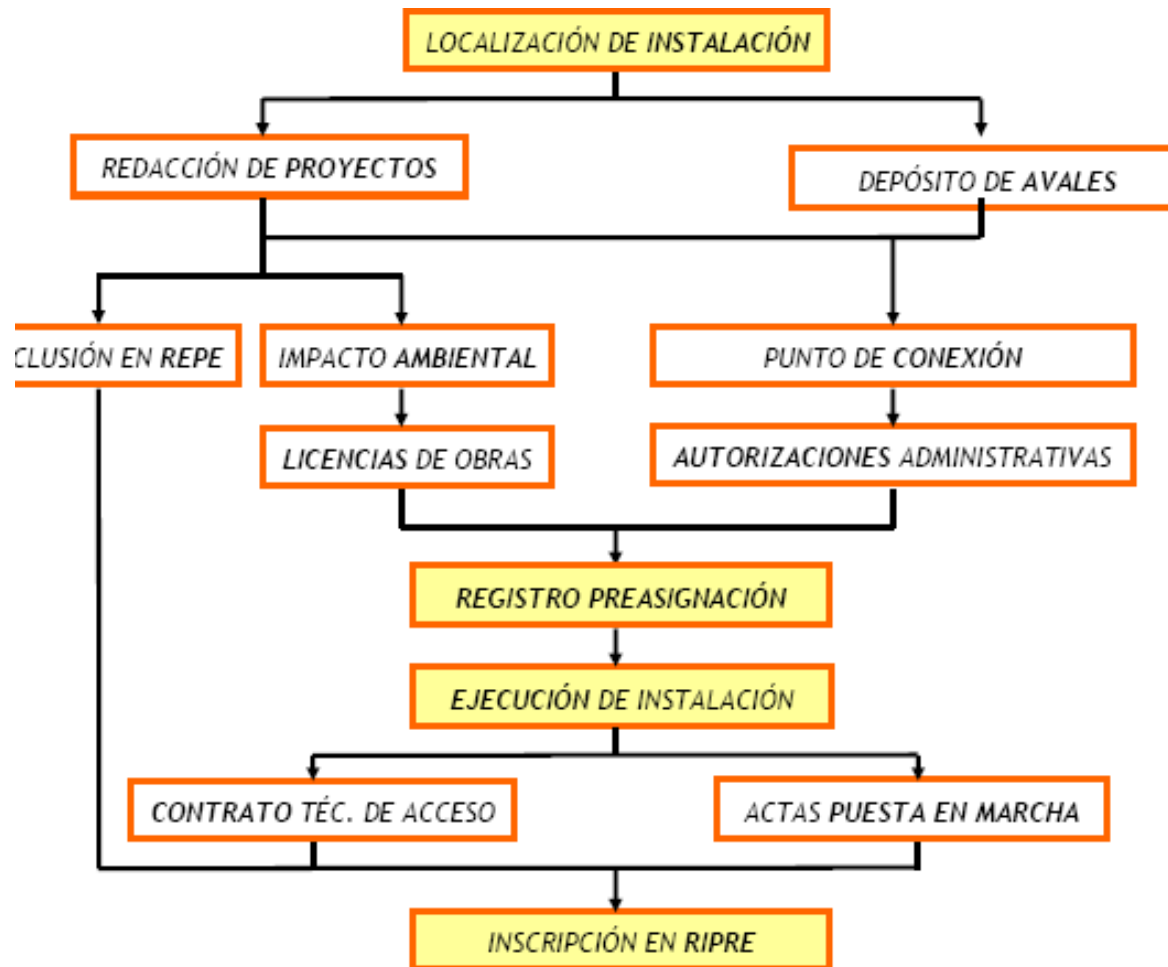 LOCALIZACIÓN DE INSTALACIÓN
REDACCIÓN DE PROYECTOS
DEPÓSITO DE AVALES
CLUSIÓN EN REPE
IMPACTO AMBIENTAL
PUNTO DE CONEXIÓN
LICENCIAS DE OBRAS
AUTORIZACIONES ADMINISTRATIVAS
REGISTRO PREASIGNACIÓN
EJECUCIÓN DE INSTALACIÓN
CONTRATO TÉC. DE ACCESO
ACTAS PUESTA EN MARCHA
INSCRIPCIÓN EN RIPRE